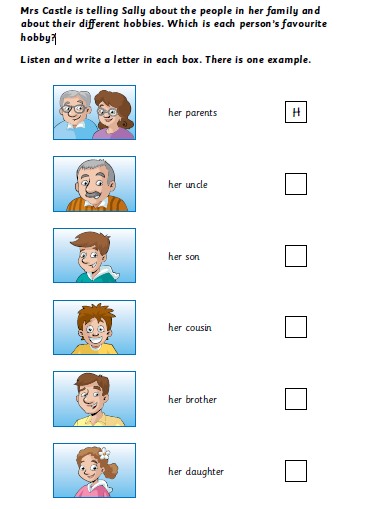 Mrs Castle is telling Sally about the people in her family and
about their different hobbies. Which is each person's favourite
hobby?
Listen and write a letter in each box. There is one example.
her parents H
her uncle
her son
her cousin
her brother
her daughter